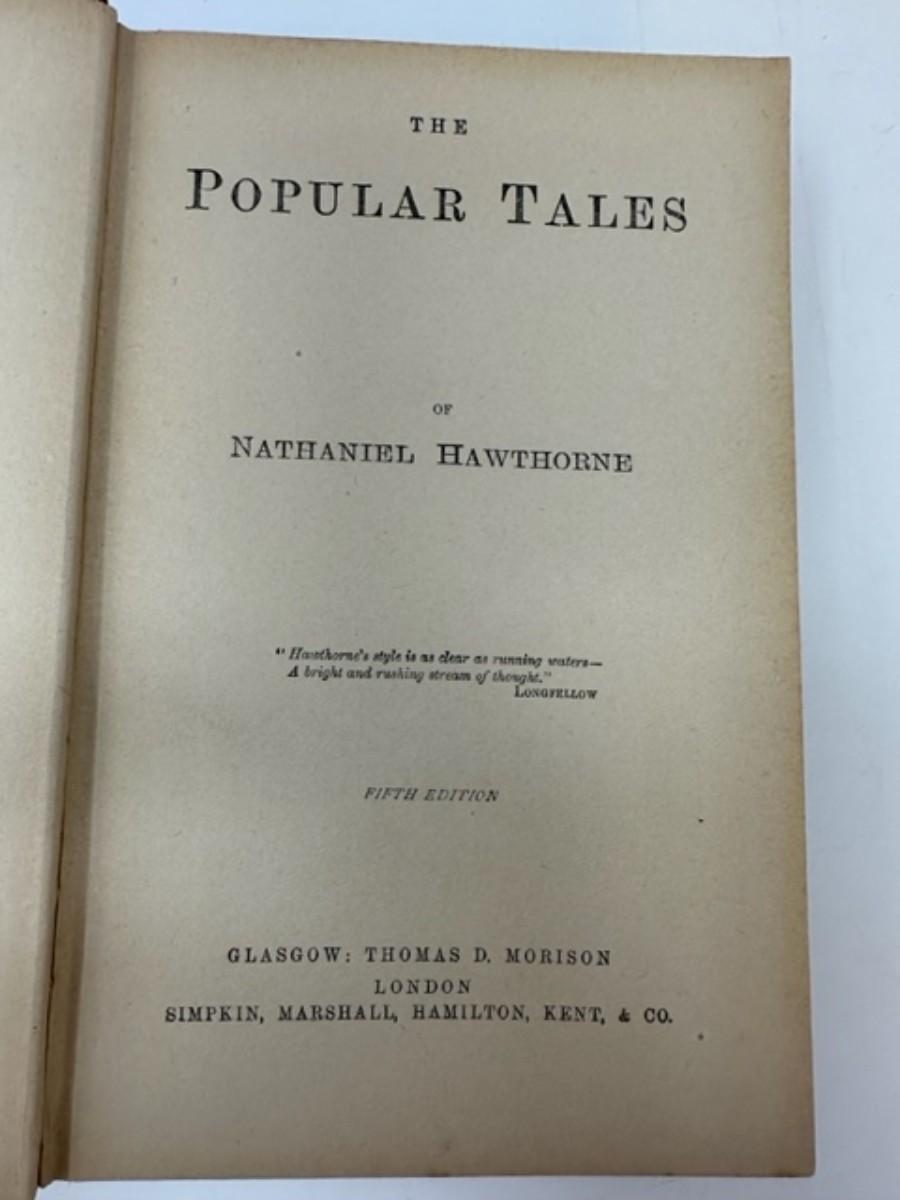 THE
POPULAR TALES
OF
NATHANIEL HAWTHORNE
"Hawthorne's style is as clear as running waters—
A bright and rushing stream of thought."
LONGFELLOW
FIFTH EDITION
GLASGOW: THOMAS D. MORISON
LONDON
SIMPKIN, MARSHALL, HAMILTON, KENT, & CO.